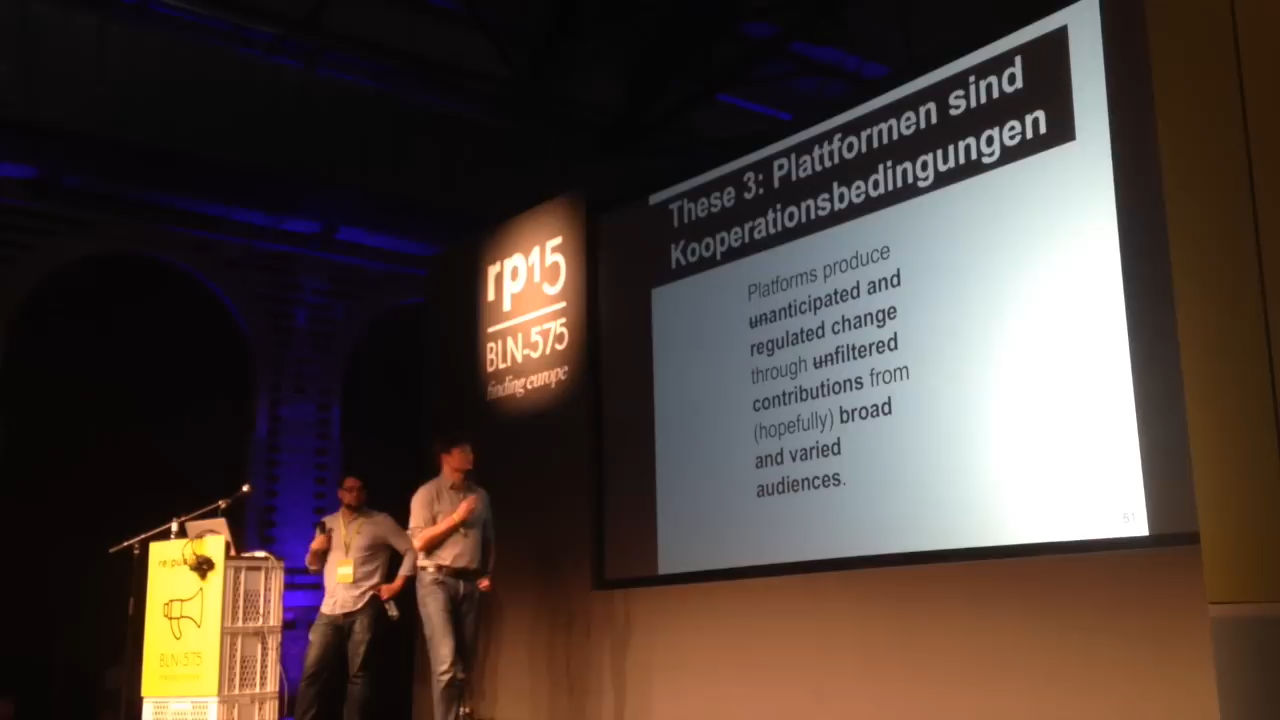 These 3: Plattformen sind
Kooperationsbedingungen
Platforms produce
unanticipated and
regulated change
through unfiltered
contributions from
(hopefully) broad
and varied
audiences.
51
rp15
BLN-575
finding europe
BLN-575